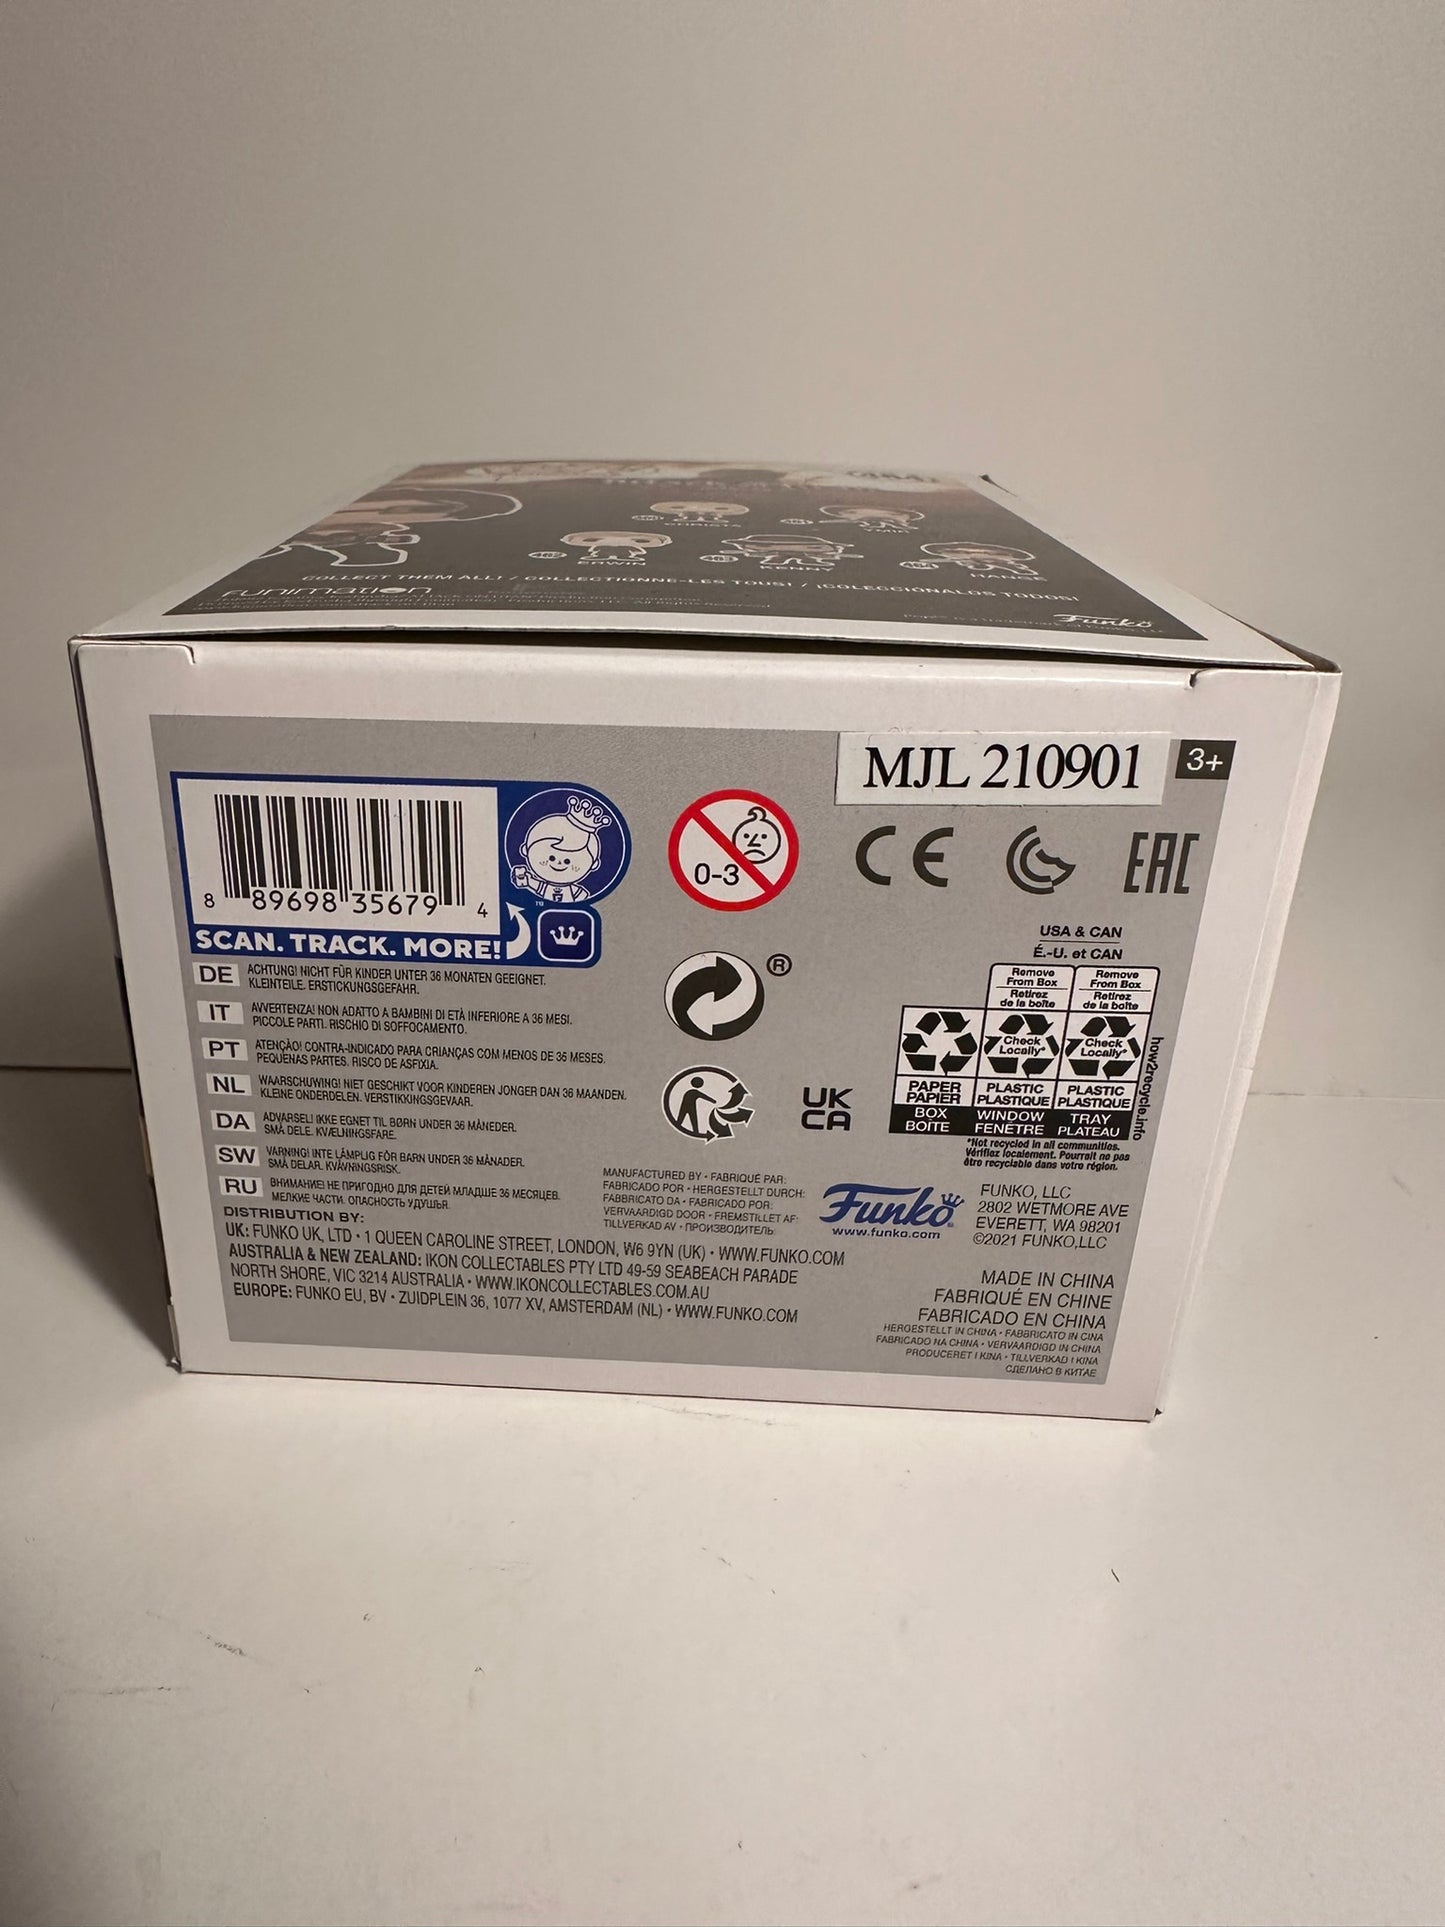 CHRISTA
YMIR
462 ERWIN
463 KENNY
464 HANGE
COLLECT THEM ALL! / COLLECTIONNE-LES TOUS! / ¡COLECCIÓNALOS TODOS!
FUNIMATION
Funko
MJL 210901
3+
8 89698 35679 4
TM
SCAN. TRACK. MORE!
0-3
CE
EAC
USA & CAN
É.-U. et CAN
Remove From Box
Retirez de la boîte
Remove From Box
Retirez de la boîte
Check Locally*
Check Locally*
PAPER PAPIER
PLASTIC PLASTIQUE
PLASTIC PLASTIQUE
BOX BOITE
WINDOW FENÊTRE
TRAY PLATEAU
how2recycle.info
*Not recycled in all communities.
Vérifiez localement. Pourrait ne pas
être recyclable dans votre région.
®
UK
CA
DE ACHTUNG! NICHT FÜR KINDER UNTER 36 MONATEN GEEIGNET.
KLEINTEILE. ERSTICKUNGSGEFAHR.
IT AVVERTENZA! NON ADATTO A BAMBINI DI ETÀ INFERIORE A 36 MESI.
PICCOLE PARTI. RISCHIO DI SOFFOCAMENTO.
PT ATENÇÃO! CONTRA-INDICADO PARA CRIANÇAS COM MENOS DE 36 MESES.
PEQUENAS PARTES. RISCO DE ASFIXIA.
NL WAARSCHUWING! NIET GESCHIKT VOOR KINDEREN JONGER DAN 36 MAANDEN.
KLEINE ONDERDELEN. VERSTIKKINGSGEVAAR.
DA ADVARSEL! IKKE EGNET TIL BØRN UNDER 36 MÅNEDER.
SMÅ DELE. KVÆLNINGSFARE.
SW VARNING! INTE LÄMPLIG FÖR BARN UNDER 36 MÅNADER.
SMÅ DELAR. KVÄVNINGSRISK.
RU ВНИМАНИЕ! НЕ ПРИГОДНО ДЛЯ ДЕТЕЙ МЛАДШЕ 36 МЕСЯЦЕВ.
МЕЛКИЕ ЧАСТИ. ОПАСНОСТЬ УДУШЬЯ.
DISTRIBUTION BY:
UK: FUNKO UK, LTD • 1 QUEEN CAROLINE STREET, LONDON, W6 9YN (UK) • WWW.FUNKO.COM
AUSTRALIA & NEW ZEALAND: IKON COLLECTABLES PTY LTD 49-59 SEABEACH PARADE
NORTH SHORE, VIC 3214 AUSTRALIA • WWW.IKONCOLLECTABLES.COM.AU
EUROPE: FUNKO EU, BV • ZUIDPLEIN 36, 1077 XV, AMSTERDAM (NL) • WWW.FUNKO.COM
MANUFACTURED BY • FABRIQUÉ PAR:
FABRICADO POR • HERGESTELLT DURCH:
FABBRICATO DA • FABRICADO POR:
VERVAARDIGD DOOR • FREMSTILLET AF:
TILLVERKAD AV • ПРОИЗВОДИТЕЛЬ:
Funko
www.funko.com
FUNKO, LLC
2802 WETMORE AVE
EVERETT, WA 98201
©2021 FUNKO,LLC
MADE IN CHINA
FABRIQUÉ EN CHINE
FABRICADO EN CHINA
HERGESTELLT IN CHINA • FABBRICATO IN CINA
FABRICADO NA CHINA • VERVAARDIGD IN CHINA
PRODUCERET I KINA • TILLVERKAD I KINA
СДЕЛАНО В КИТАЕ